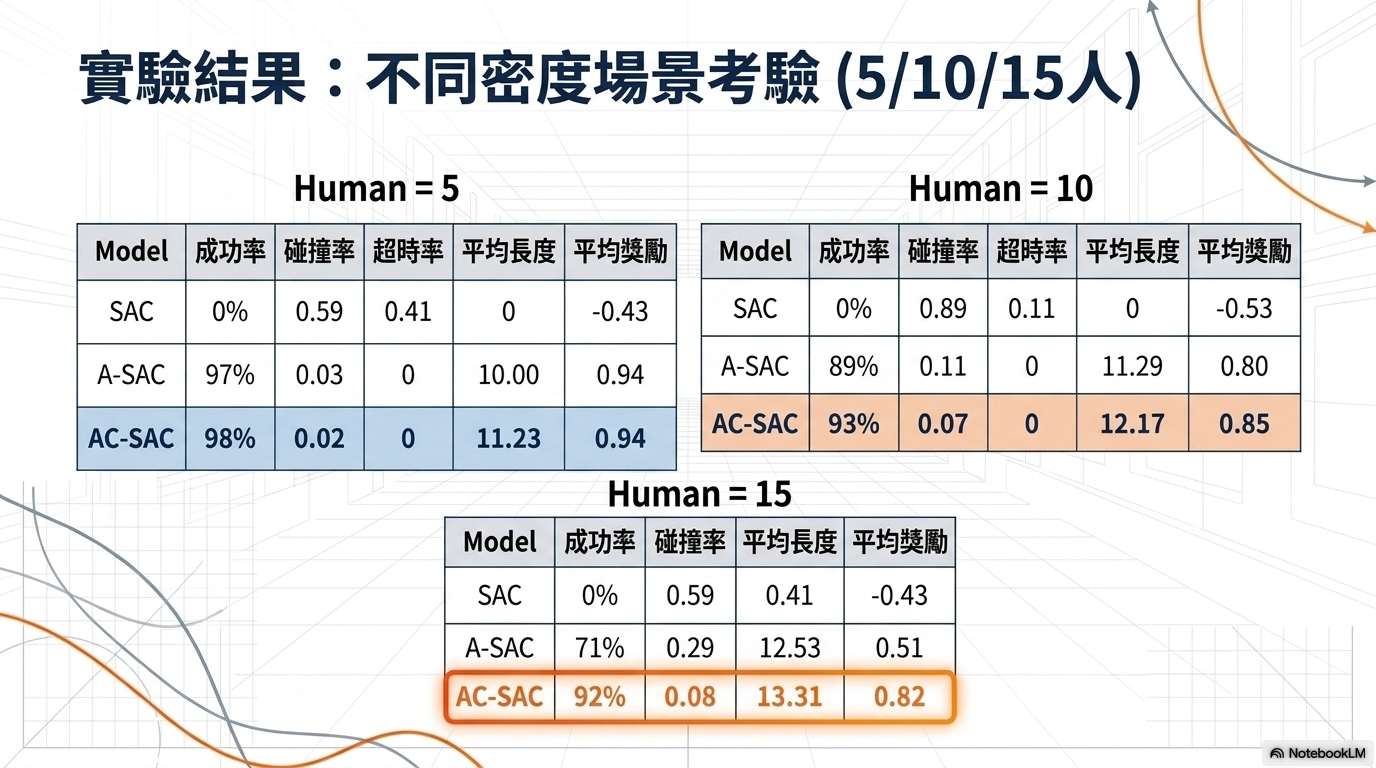 實驗結果：不同密度場景考驗 (5/10/15人)
Human = 5
Model 成功率 碰撞率 超時率 平均長度 平均獎勵
SAC 0% 0.59 0.41 0 -0.43
A-SAC 97% 0.03 0 10.00 0.94
AC-SAC 98% 0.02 0 11.23 0.94
Human = 10
Model 成功率 碰撞率 超時率 平均長度 平均獎勵
SAC 0% 0.89 0.11 0 -0.53
A-SAC 89% 0.11 0 11.29 0.80
AC-SAC 93% 0.07 0 12.17 0.85
Human = 15
Model 成功率 碰撞率 平均長度 平均獎勵
SAC 0% 0.59 0.41 -0.43
A-SAC 71% 0.29 12.53 0.51
AC-SAC 92% 0.08 13.31 0.82
NotebookLM